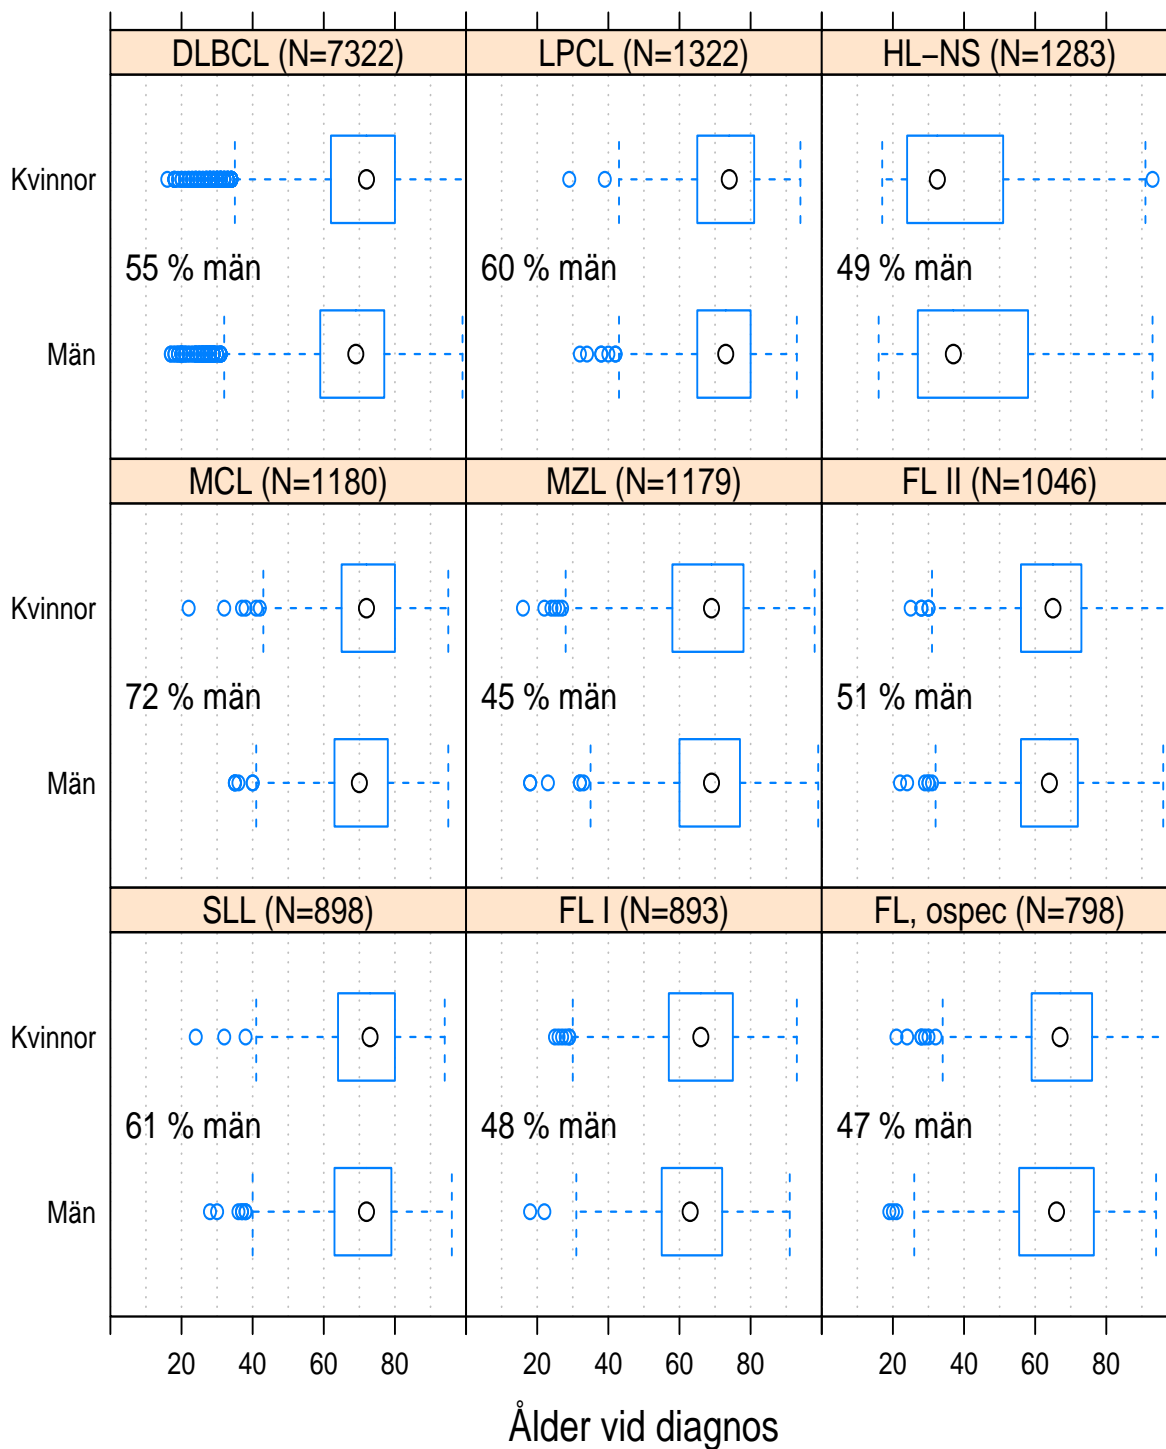 DLBCL (N=7322) LPCL (N=1322) HL−NS (N=1283)
Kvinnor
55 % män 60 % män 49 % män
Män
MCL (N=1180) MZL (N=1179) FL II (N=1046)
Kvinnor
72 % män 45 % män 51 % män
Män
SLL (N=898) FL I (N=893) FL, ospec (N=798)
Kvinnor
61 % män 48 % män 47 % män
Män
20 40 60 80 20 40 60 80 20 40 60 80
Ålder vid diagnos